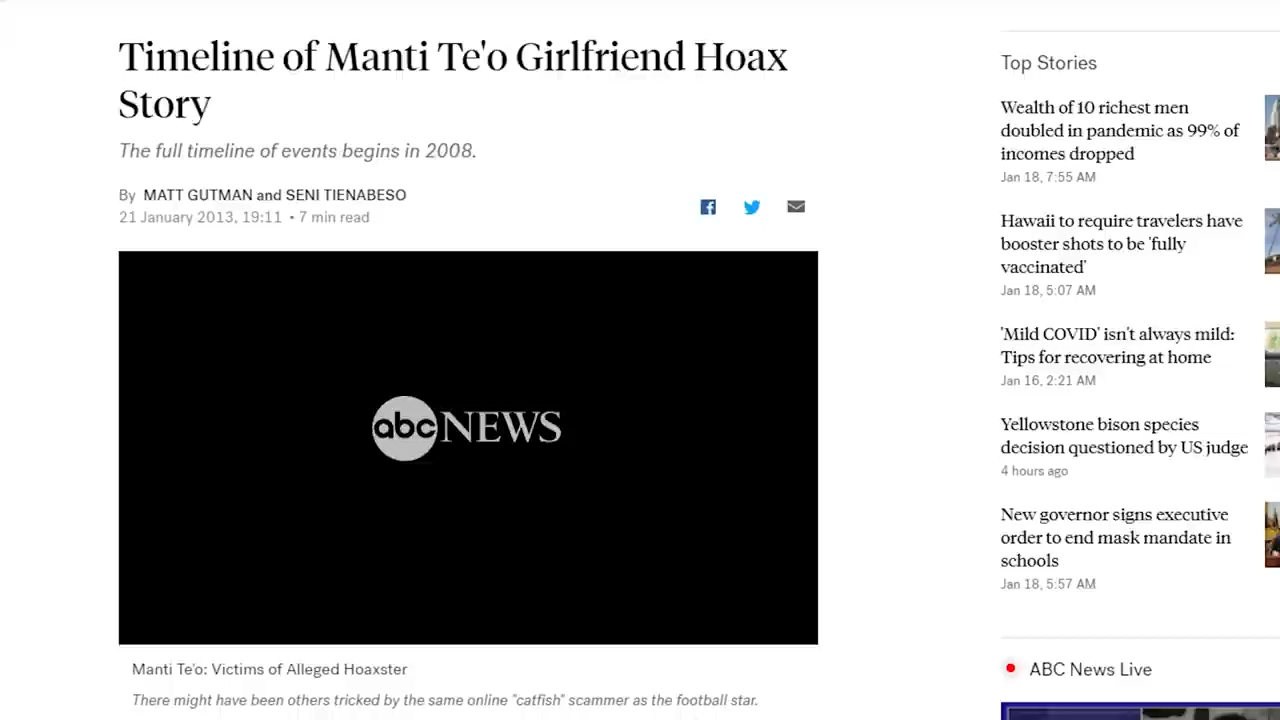 Timeline of Manti Te'o Girlfriend Hoax
Story
The full timeline of events begins in 2008.
By MATT GUTMAN and SENI TIENABESO
21 January 2013, 19:11 • 7 min read
abc NEWS
Manti Te'o: Victims of Alleged Hoaxster
There might have been others tricked by the same online "catfish" scammer as the football star.
Top Stories
Wealth of 10 richest men
doubled in pandemic as 99% of
incomes dropped
Jan 18, 7:55 AM
Hawaii to require travelers have
booster shots to be 'fully
vaccinated'
Jan 18, 5:07 AM
'Mild COVID' isn't always mild:
Tips for recovering at home
Jan 16, 2:21 AM
Yellowstone bison species
decision questioned by US judge
4 hours ago
New governor signs executive
order to end mask mandate in
schools
Jan 18, 5:57 AM
ABC News Live